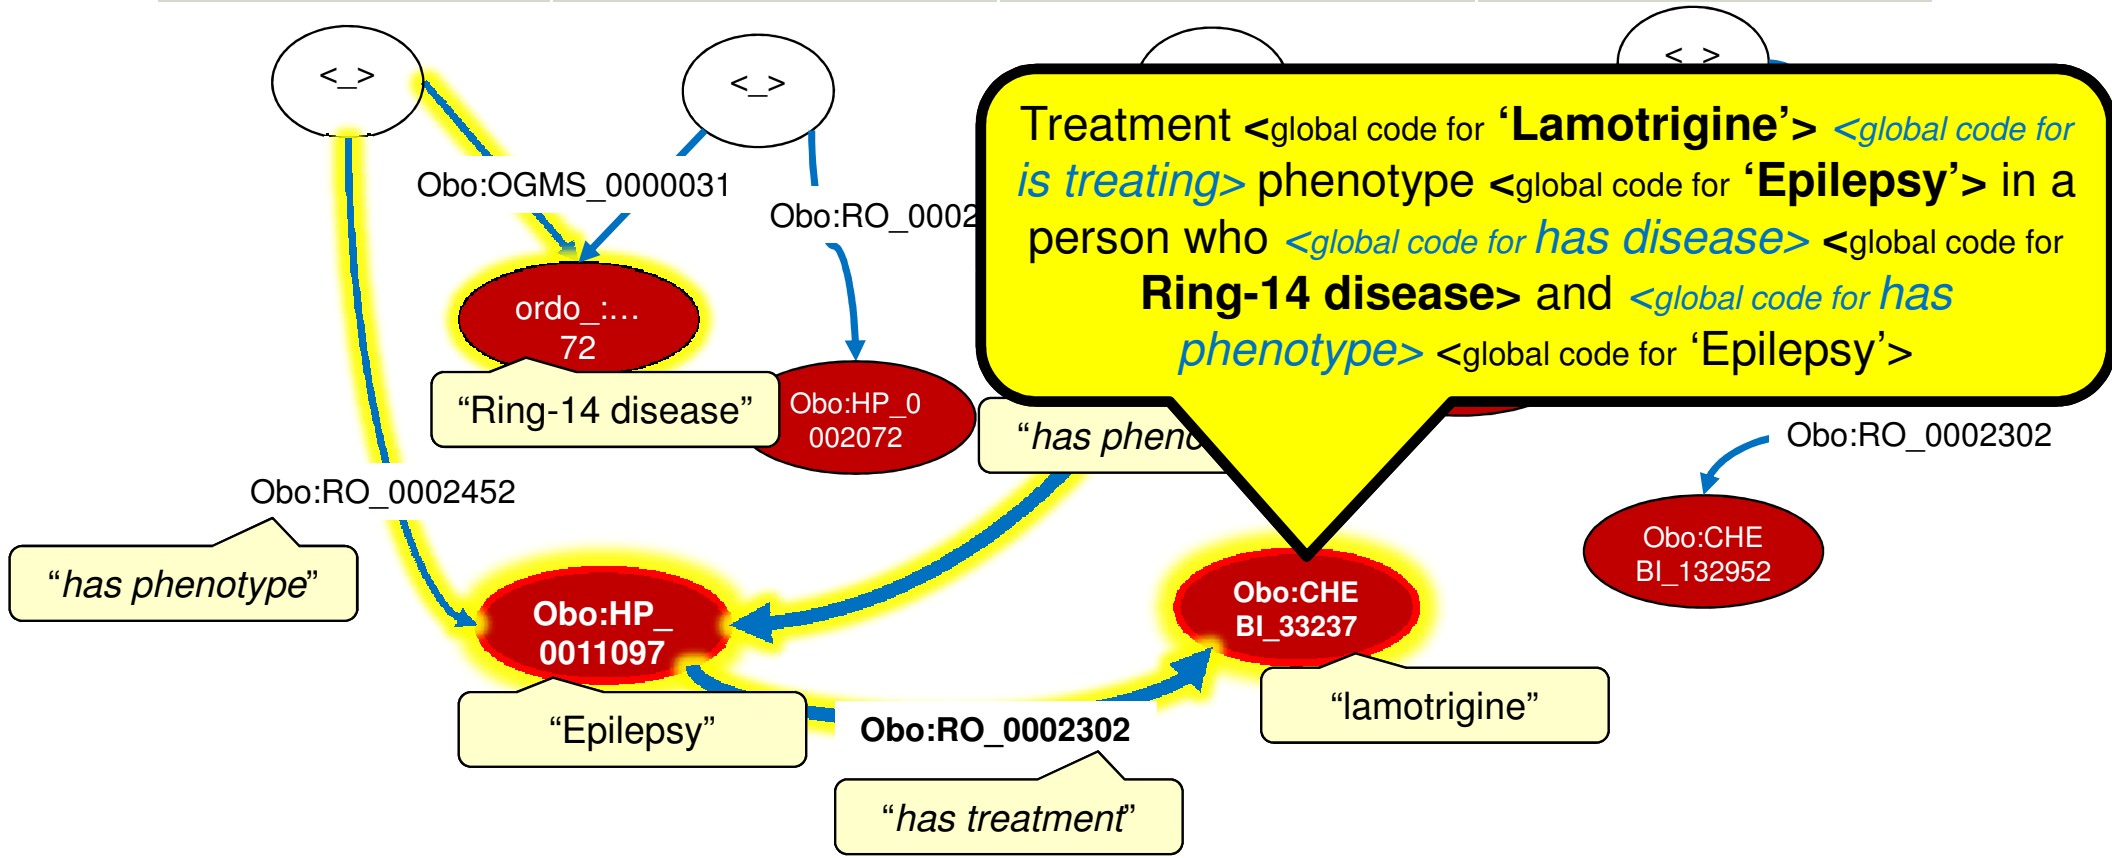 <_>
<_>
< >
Treatment <global code for ‘Lamotrigine’> <global code for
is treating> phenotype <global code for ‘Epilepsy’> in a
person who <global code for has disease> <global code for
Ring-14 disease> and <global code for has
phenotype> <global code for ‘Epilepsy’>
Obo:OGMS_0000031
Obo:RO_0002
ordo_:...
72
“Ring-14 disease”
Obo:HP_0
002072
“has pheno
Obo:RO_0002302
Obo:RO_0002452
“has phenotype”
Obo:HP_
0011097
Obo:CHE
BI_33237
Obo:CHE
BI_132952
“Epilepsy”
Obo:RO_0002302
“lamotrigine”
“has treatment”